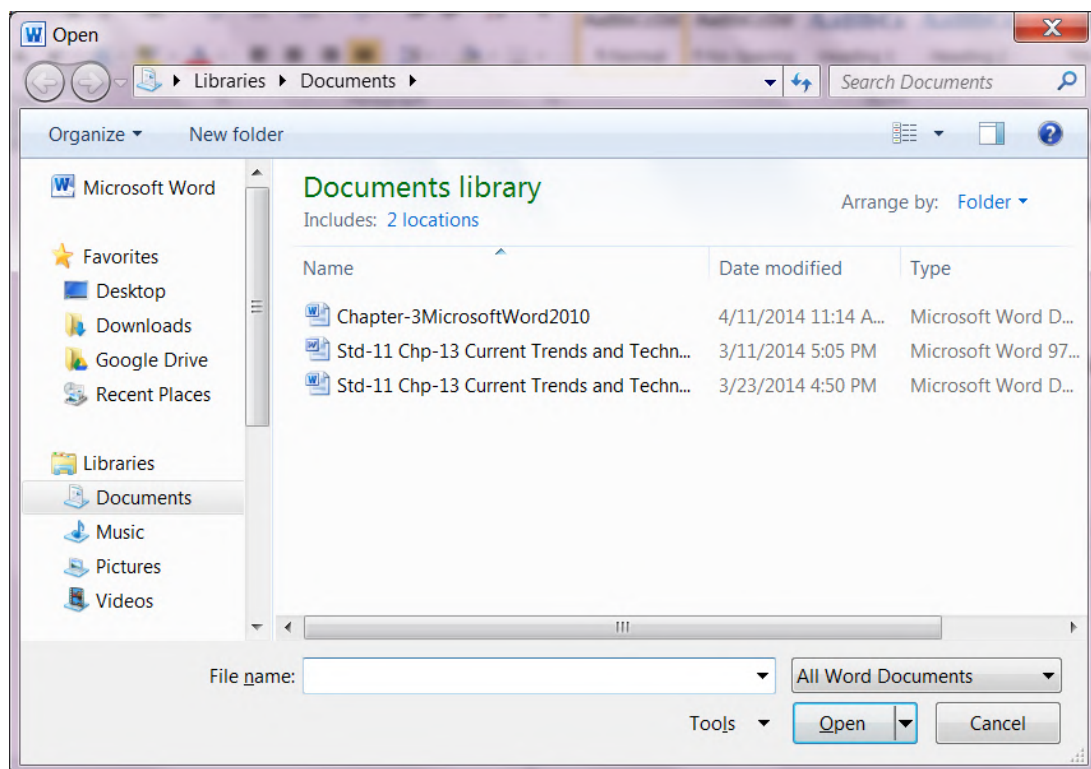 Open
Libraries Documents
Search Documents
Organize New folder
Microsoft Word
Favorites
Desktop
Downloads
Google Drive
Recent Places
Libraries
Documents
Music
Pictures
Videos
Documents library
Includes: 2 locations
Arrange by: Folder
Name Date modified Type
Chapter-3MicrosoftWord2010 4/11/2014 11:14 A... Microsoft Word D...
Std-11 Chp-13 Current Trends and Techn... 3/11/2014 5:05 PM Microsoft Word 97...
Std-11 Chp-13 Current Trends and Techn... 3/23/2014 4:50 PM Microsoft Word D...
File name: All Word Documents
Tools Open Cancel